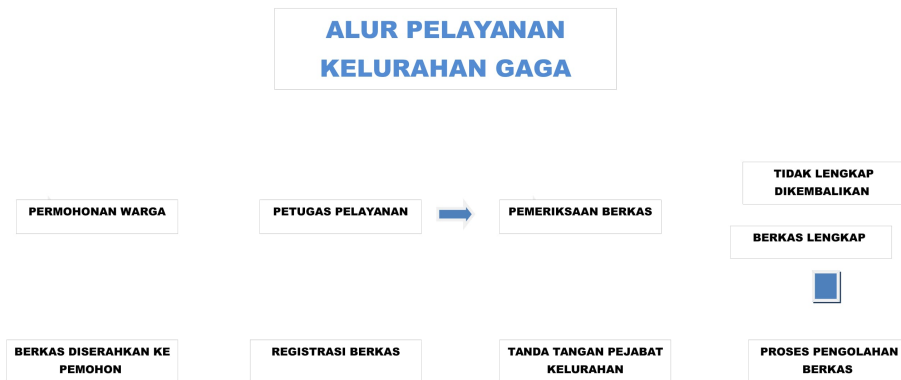 ALUR PELAYANAN
KELURAHAN GAGA
TIDAK LENGKAP
DIKEMBALIKAN
PERMOHONAN WARGA
PETUGAS PELAYANAN
PEMERIKSAAN BERKAS
BERKAS LENGKAP
BERKAS DISERAHKAN KE
PEMOHON
REGISTRASI BERKAS
TANDA TANGAN PEJABAT
KELURAHAN
PROSES PENGOLAHAN
BERKAS